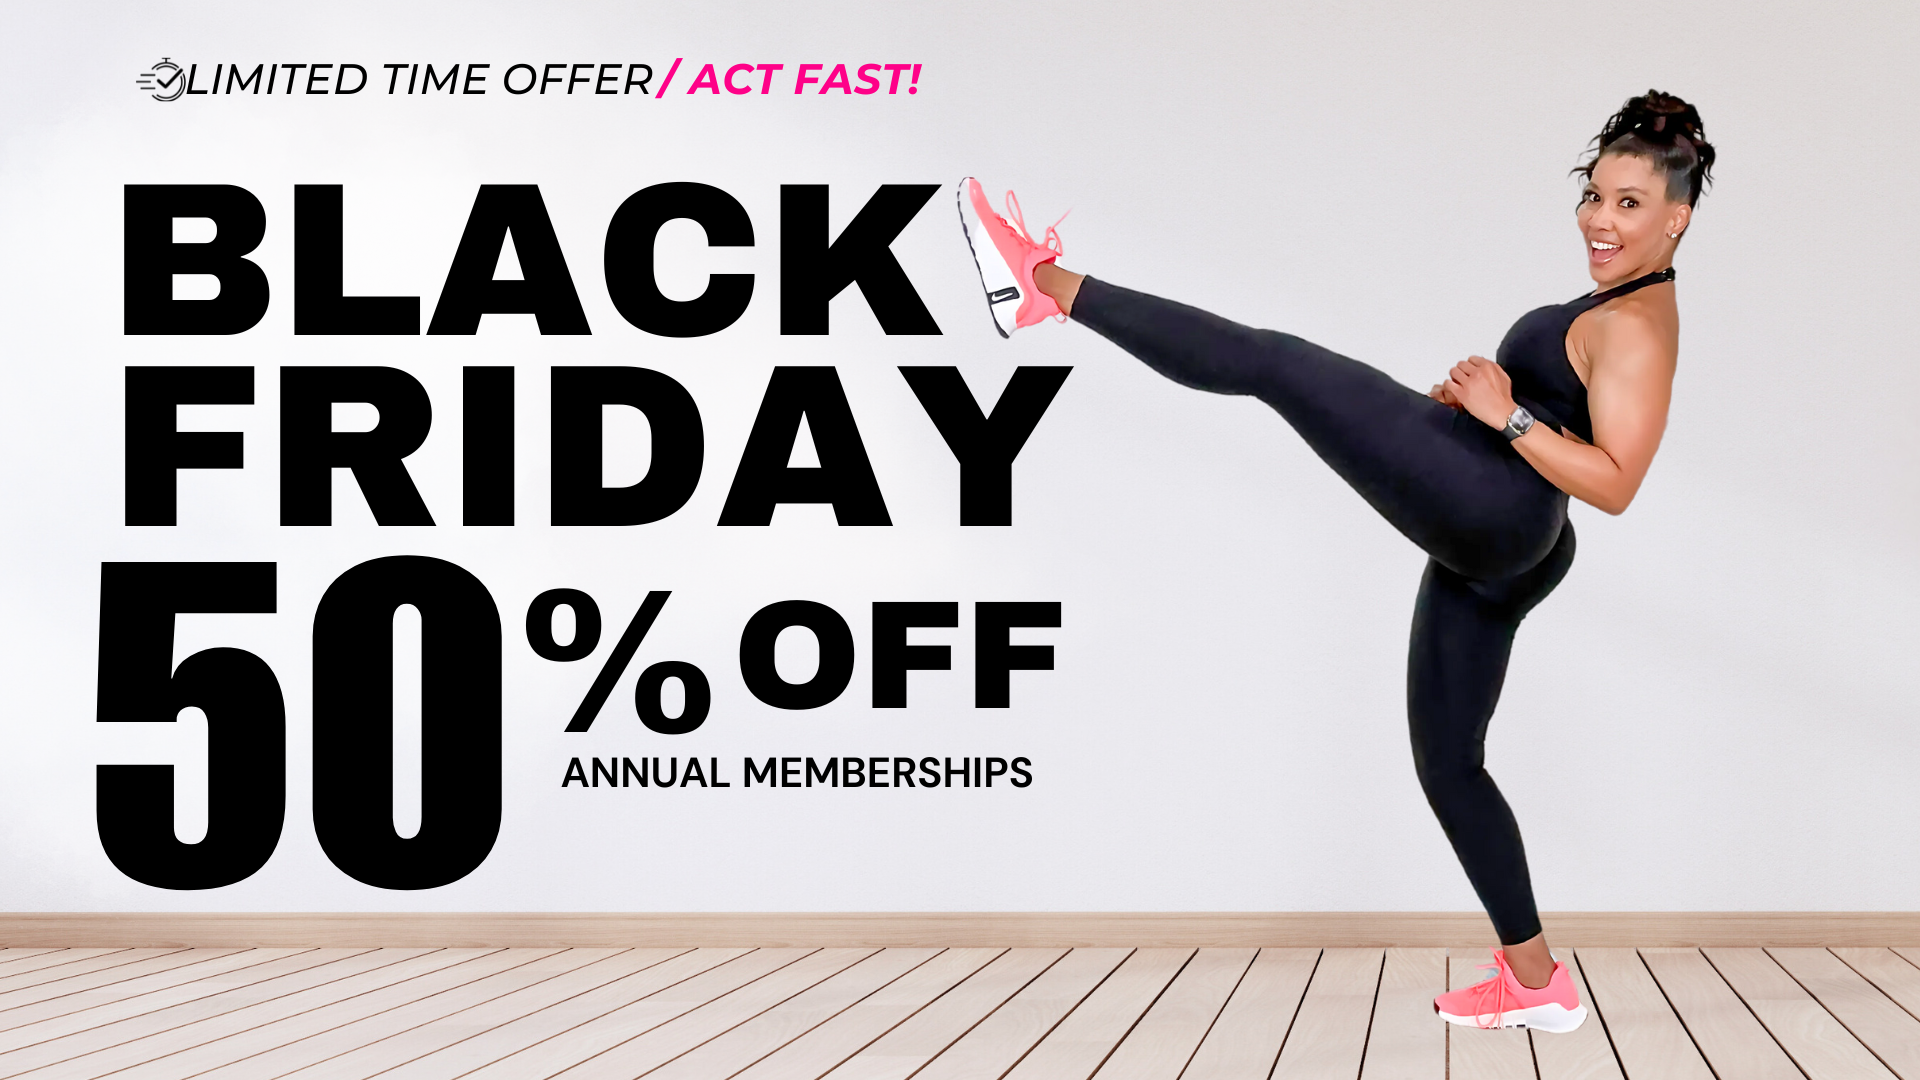 LIMITED TIME OFFER/ ACT FAST!
BLACK
FRIDAY
50% OFF
ANNUAL MEMBERSHIPS